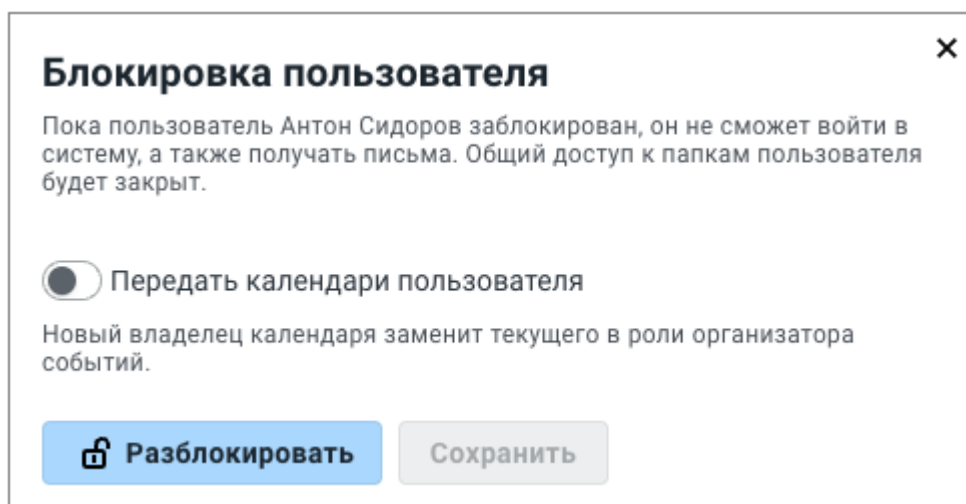 Блокировка пользователя
Пока пользователь Антон Сидоров заблокирован, он не сможет войти в
систему, а также получать письма. Общий доступ к папкам пользователя
будет закрыт.
Передать календари пользователя
Новый владелец календаря заменит текущего в роли организатора
событий.
Разблокировать
Сохранить